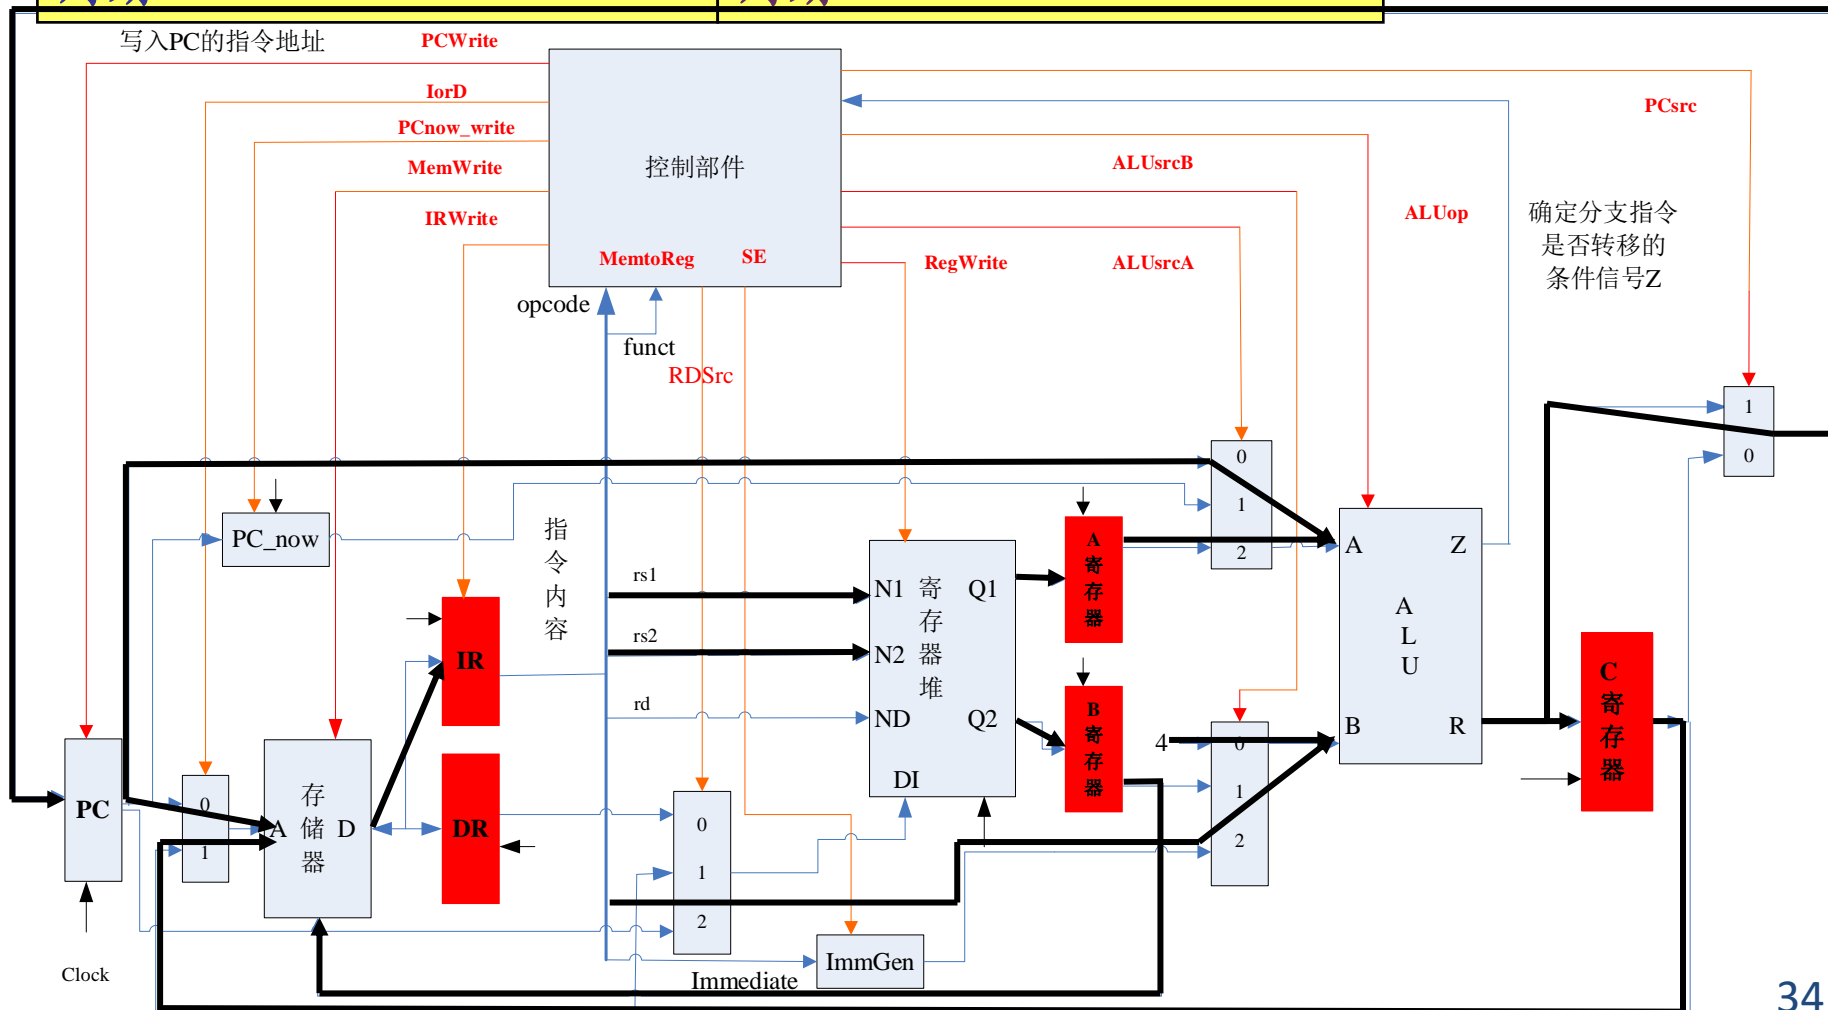 写入PC的指令地址
PCWrite
IorD
PCnow_write
MemWrite
IRWrite
控制部件
MemtoReg
SE
opcode
funct
RDSrc
RegWrite
ALUsrcB
ALUsrcA
ALUop
PCsrc
确定分支指令
是否转移的
条件信号Z
1
0
0
1
2
PC_now
指
令
内
容
rs1
rs2
rd
N1
N2
ND
DI
寄
存
器
堆
Q1
Q2
A
寄
存
器
B
寄
存
器
4
0
1
2
A
B
A
L
U
Z
R
C
寄
存
器
IR
DR
PC
0
1
A
存
储
器
D
0
1
2
ImmGen
Immediate
Clock
34